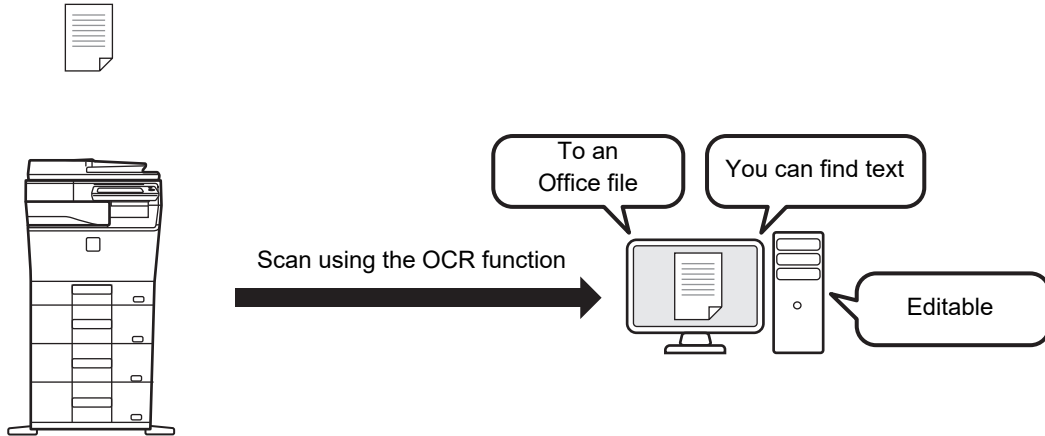 To an
Office file
You can find text
Scan using the OCR function
Editable